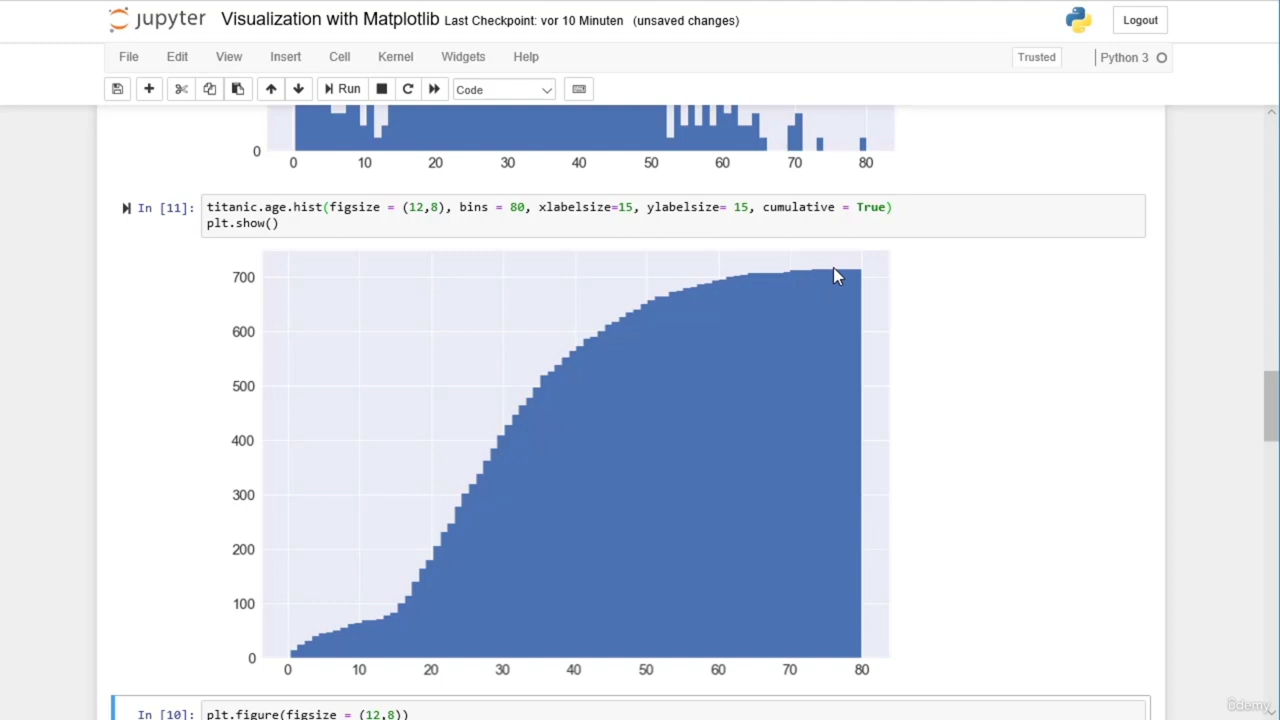 jupyter Visualization with Matplotlib Last Checkpoint: vor 10 Minuten (unsaved changes) Logout
File Edit View Insert Cell Kernel Widgets Help Trusted Python 3
Run Code
0
0 10 20 30 40 50 60 70 80
In [11]: titanic.age.hist(figsize = (12,8), bins = 80, xlabelsize=15, ylabelsize= 15, cumulative = True)
plt.show()
700
600
500
400
300
200
100
0
0 10 20 30 40 50 60 70 80
In [10]: plt.figure(figsize = (12,8))
ûdemy